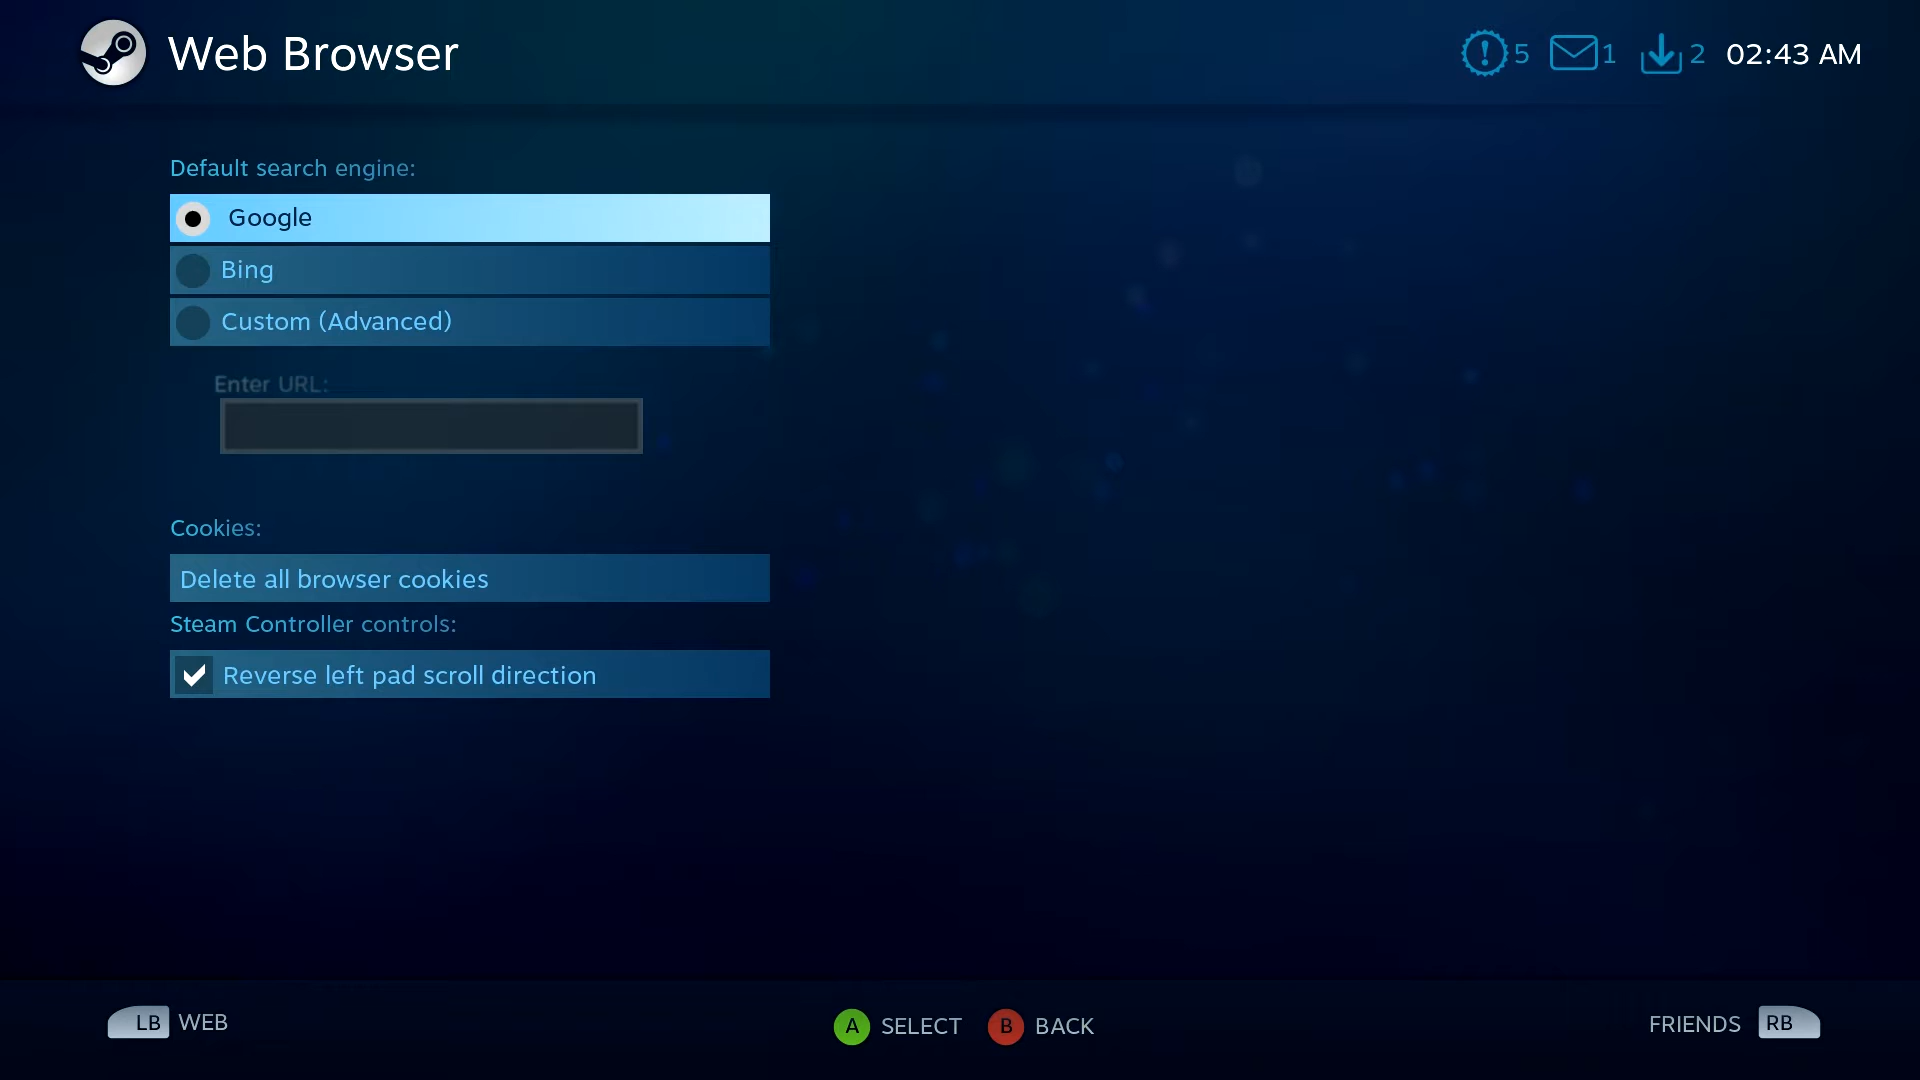 Web Browser
5 1 2 02:43 AM
Default search engine:
Google
Bing
Custom (Advanced)
Enter URL:
Cookies:
Delete all browser cookies
Steam Controller controls:
Reverse left pad scroll direction
LB WEB
A SELECT B BACK
FRIENDS RB